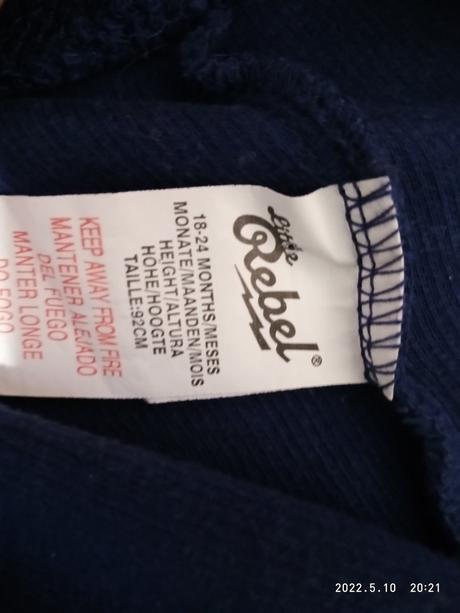 Little
Rebel®
18-24 MONTHS/MESES
MONATE/MAANDEN/MOIS
HEIGHT/ALTURA
HOHE/HOOGTE
TAILLE:92CM
KEEP AWAY FROM FIRE
MANTENER ALEJADO
DEL FUEGO
MANTER LONGE
DO FOGO
2022.5.10 20:21